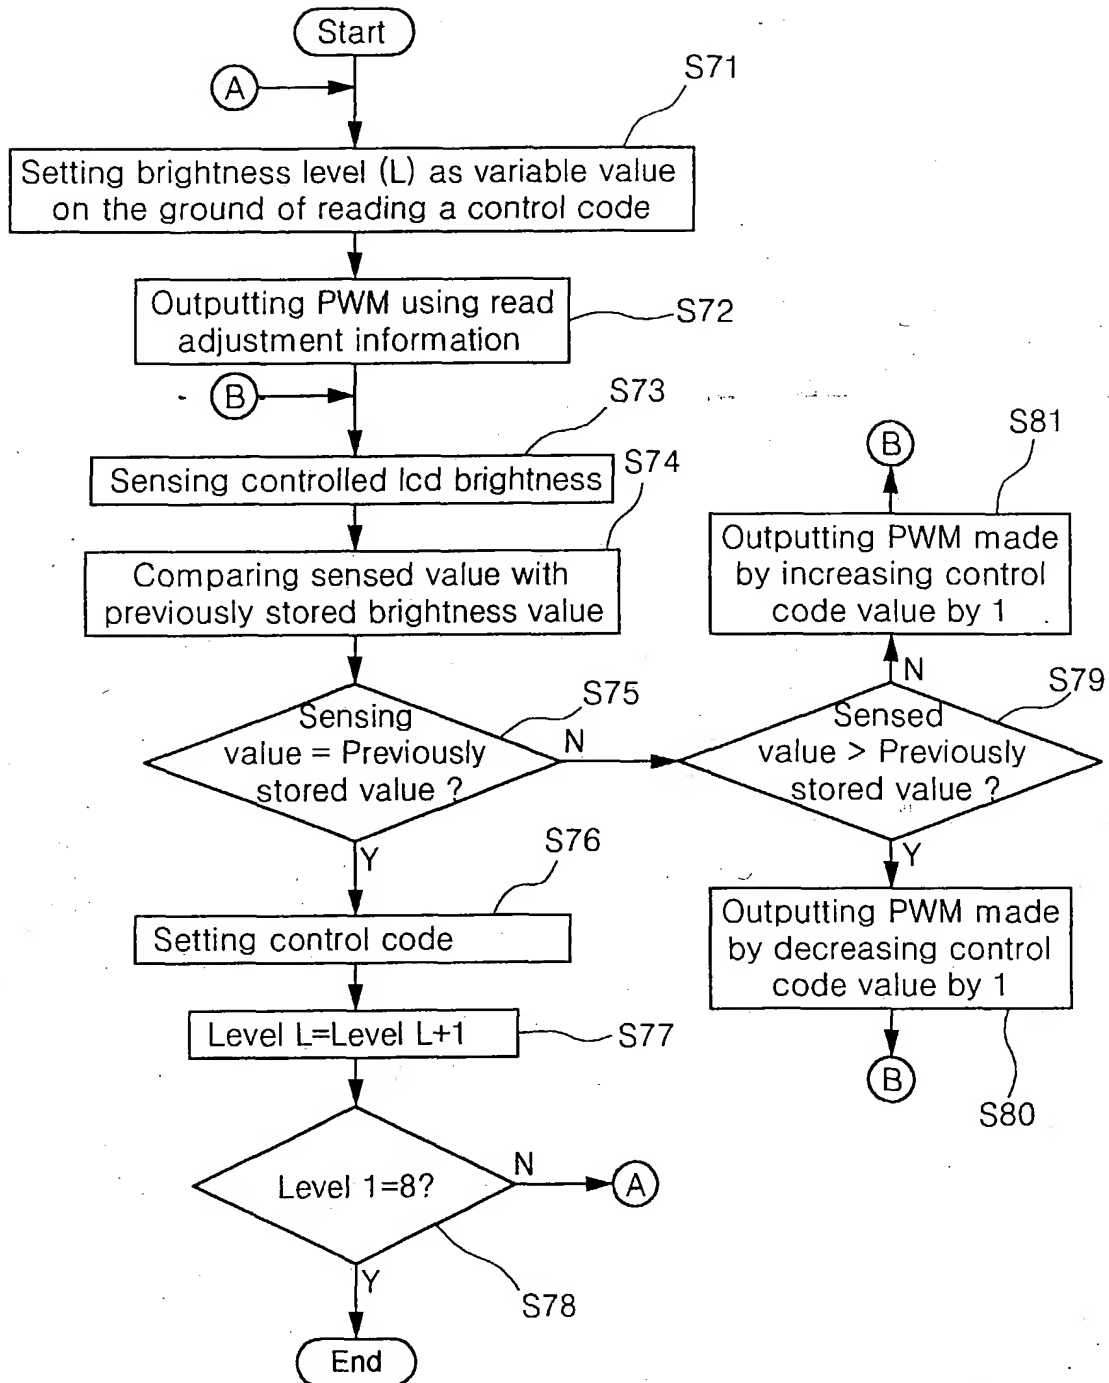 Start
A
S71
Setting brightness level (L) as variable value
on the ground of reading a control code
Outputting PWM using read
adjustment information
S72
B
S73
Sensing controlled lcd brightness
S74
Comparing sensed value with
previously stored brightness value
S75
Sensing
value = Previously
stored value ?
N
Y
S76
Setting control code
Level L=Level L+1
S77
Level 1=8?
N
A
Y
S78
End
B
S81
Outputting PWM made
by increasing control
code value by 1
N
S79
Sensed
value > Previously
stored value ?
Y
Outputting PWM made
by decreasing control
code value by 1
B
S80